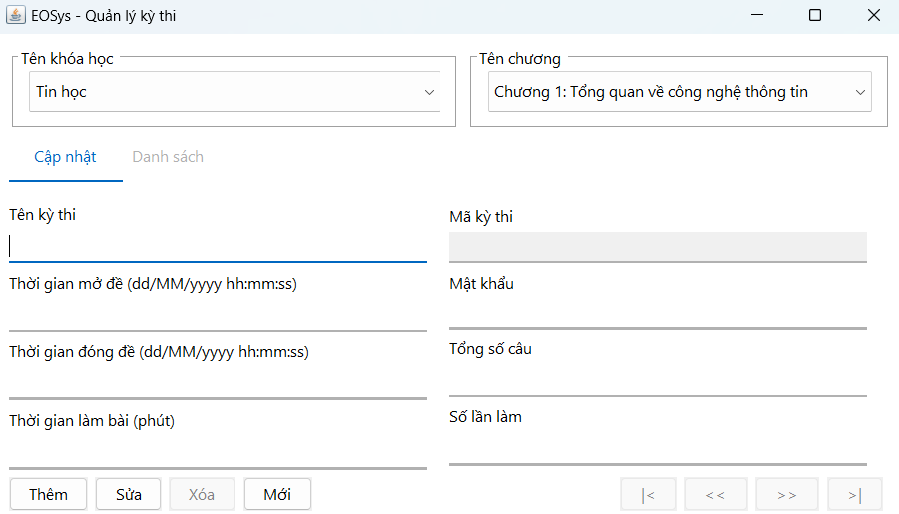 EOSys - Quản lý kỳ thi
Tên khóa học
Tin học
Tên chương
Chương 1: Tổng quan về công nghệ thông tin
Cập nhật
Danh sách
Tên kỳ thi
Mã kỳ thi
Thời gian mở đề (dd/MM/yyyy hh:mm:ss)
Mật khẩu
Thời gian đóng đề (dd/MM/yyyy hh:mm:ss)
Tổng số câu
Thời gian làm bài (phút)
Số lần làm
Thêm
Sửa
Xóa
Mới
|<
<<
>>
>|